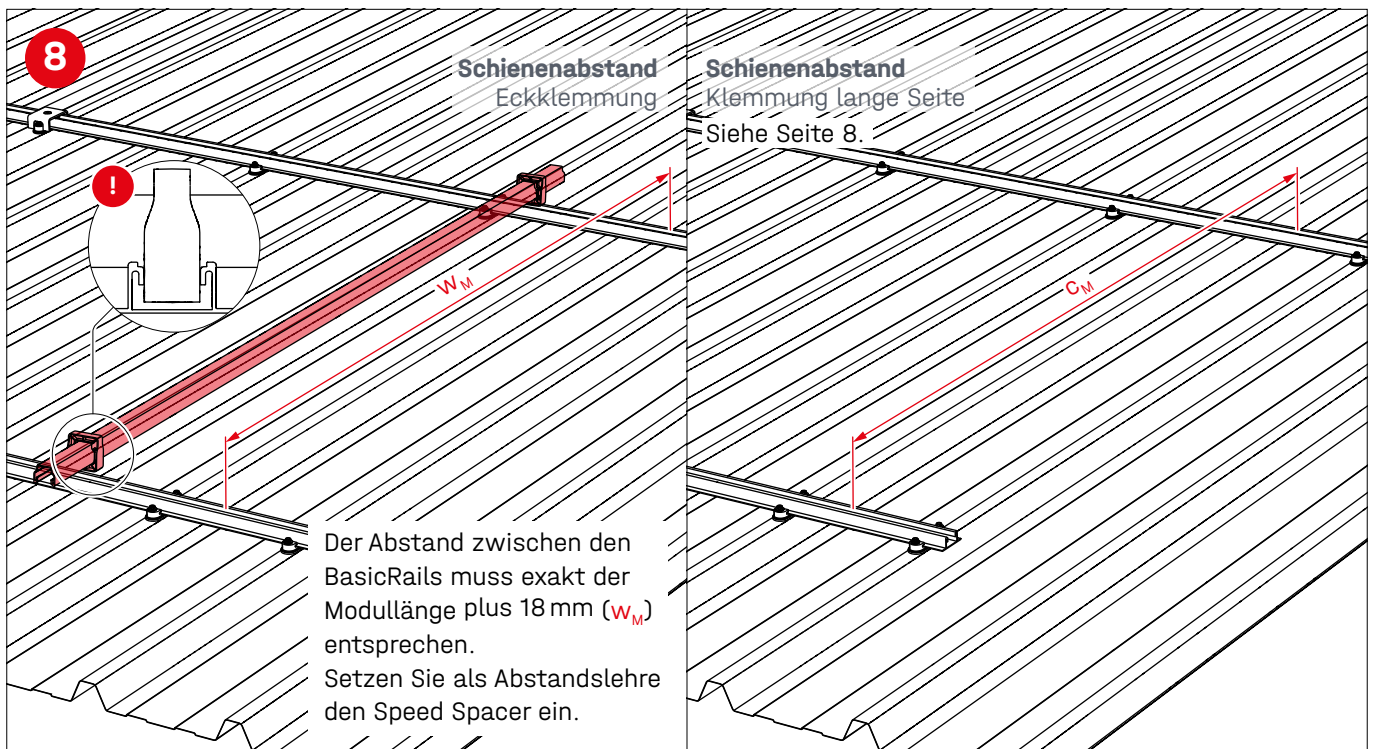 8
Schienenabstand
Eckklemmung
!
wM
Der Abstand zwischen den
BasicRails muss exakt der
Modullänge plus 18 mm (wM)
entsprechen.
Setzen Sie als Abstandslehre
den Speed Spacer ein.
Schienenabstand
Klemmung lange Seite
Siehe Seite 8.
cM